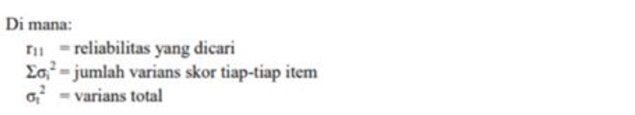 Di mana:
r₁₁ = reliabilitas yang dicari
Σσᵢ² = jumlah varians skor tiap-tiap item
σₜ² = varians total